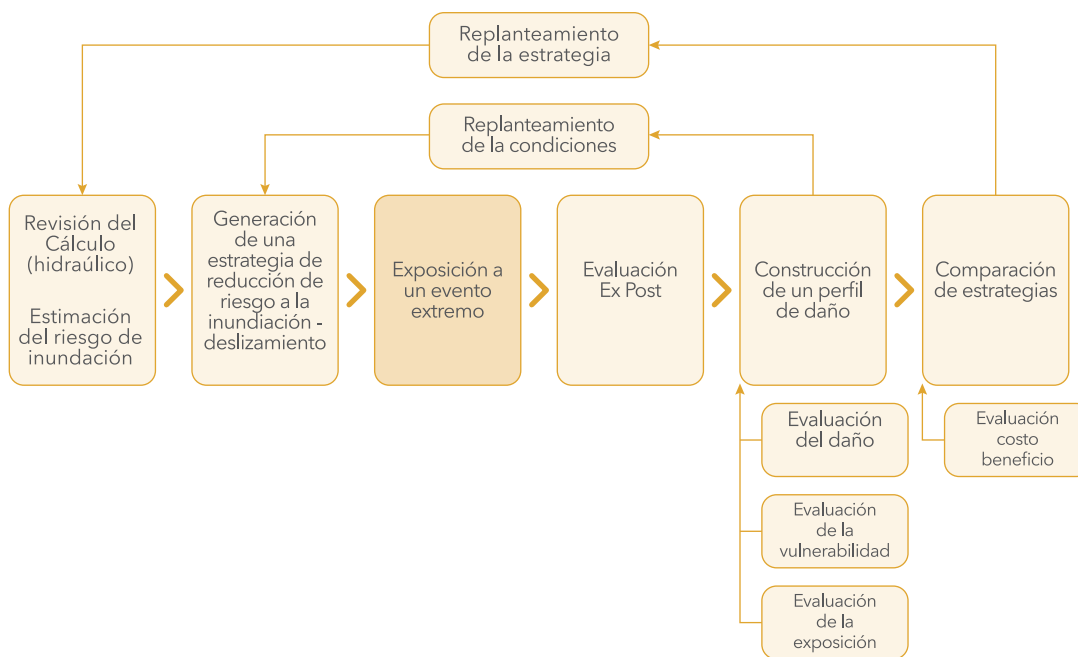 Replanteamiento
de la estrategia
Replanteamiento
de la condiciones
Revisión del
Cálculo
(hidraúlico)
Estimación
del riesgo de
inundación
Generación
de una
estrategia de
reducción de
riesgo a la
inundiación -
deslizamiento
Exposición a
un evento
extremo
Evaluación
Ex Post
Construcción
de un perfil
de daño
Comparación
de estrategias
Evaluación
del daño
Evaluación
de la
vulnerabilidad
Evaluación
de la
exposición
Evaluación
costo
beneficio